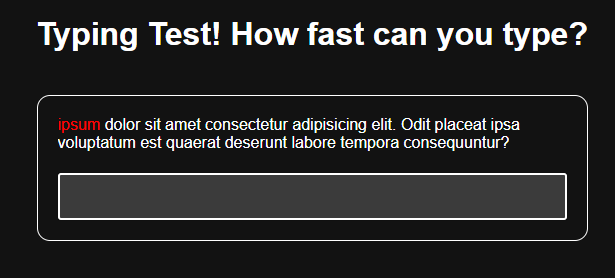 Typing Test! How fast can you type?
ipsum dolor sit amet consectetur adipisicing elit. Odit placeat ipsa
voluptatum est quaerat deserunt labore tempora consequuntur?